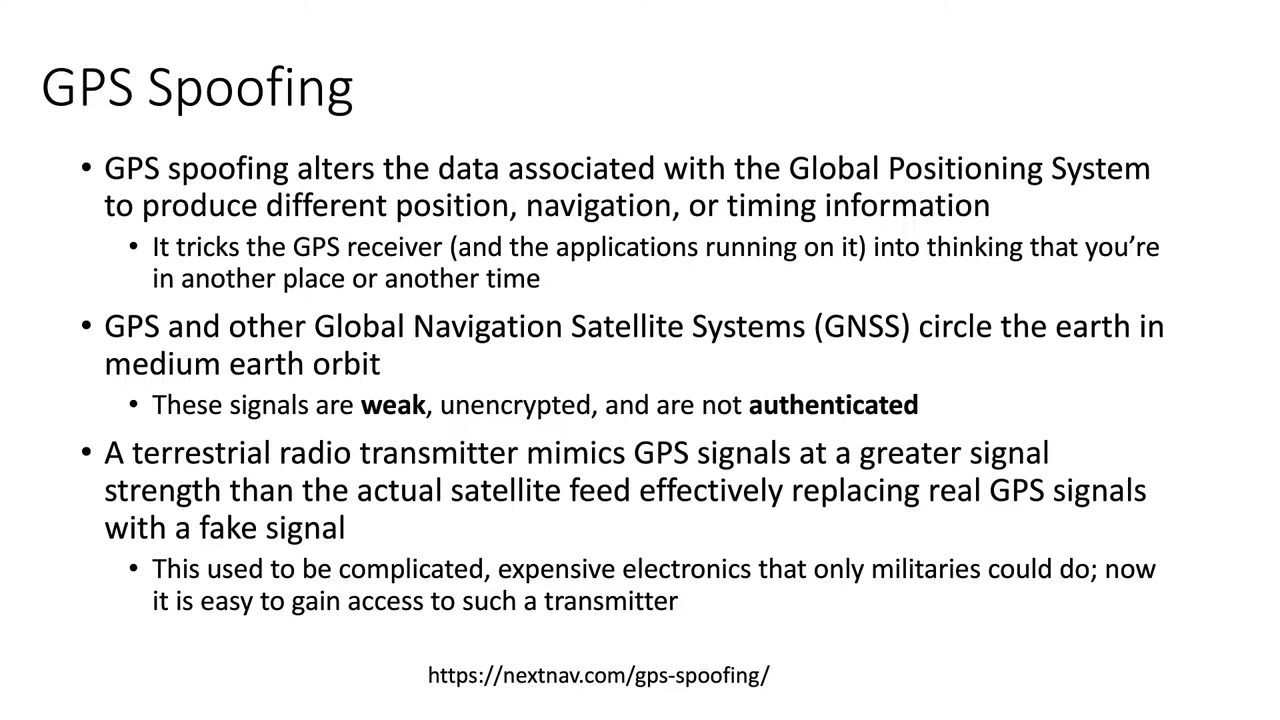 GPS Spoofing
• GPS spoofing alters the data associated with the Global Positioning System
to produce different position, navigation, or timing information
• It tricks the GPS receiver (and the applications running on it) into thinking that you’re
in another place or another time
• GPS and other Global Navigation Satellite Systems (GNSS) circle the earth in
medium earth orbit
• These signals are weak, unencrypted, and are not authenticated
• A terrestrial radio transmitter mimics GPS signals at a greater signal
strength than the actual satellite feed effectively replacing real GPS signals
with a fake signal
• This used to be complicated, expensive electronics that only militaries could do; now
it is easy to gain access to such a transmitter
https://nextnav.com/gps-spoofing/